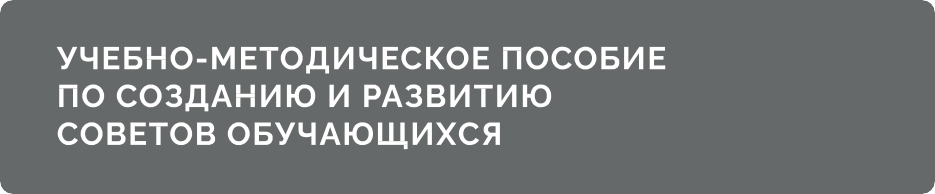 УЧЕБНО-МЕТОДИЧЕСКОЕ ПОСОБИЕ
ПО СОЗДАНИЮ И РАЗВИТИЮ
СОВЕТОВ ОБУЧАЮЩИХСЯ